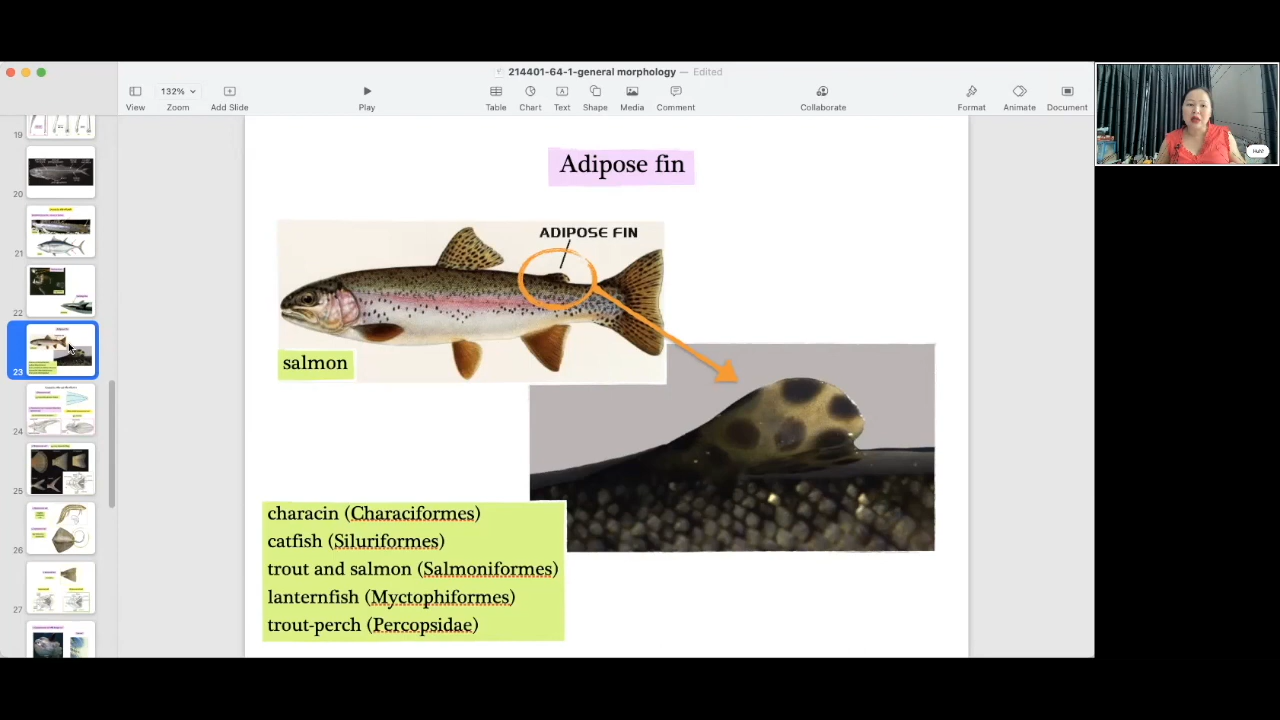 214401-64-1-general morphology — Edited
132%
View
Zoom
Add Slide
Play
Table
Chart
Text
Shape
Media
Comment
Collaborate
Format
Animate
Document
19
20
21
22
23
24
25
26
27
Adipose fin
ADIPOSE FIN
salmon
characin (Characiformes)
catfish (Siluriformes)
trout and salmon (Salmoniformes)
lanternfish (Myctophiformes)
trout-perch (Percopsidae)